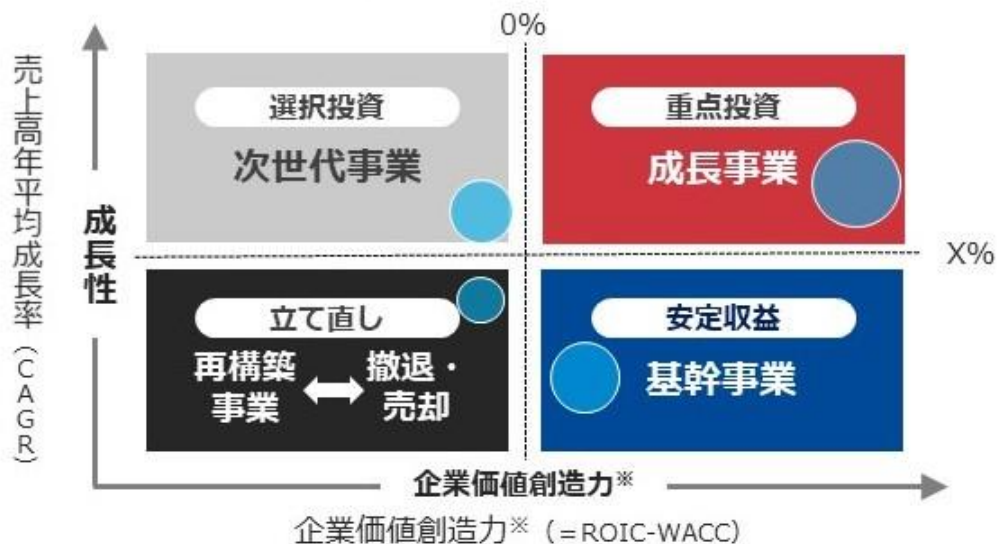 0%
売上高年平均成長率（CAGR）
成長性
選択投資
次世代事業
重点投資
成長事業
X%
立て直し
再構築
事業
撤退・
売却
安定収益
基幹事業
企業価値創造力※
企業価値創造力※（=ROIC-WACC）